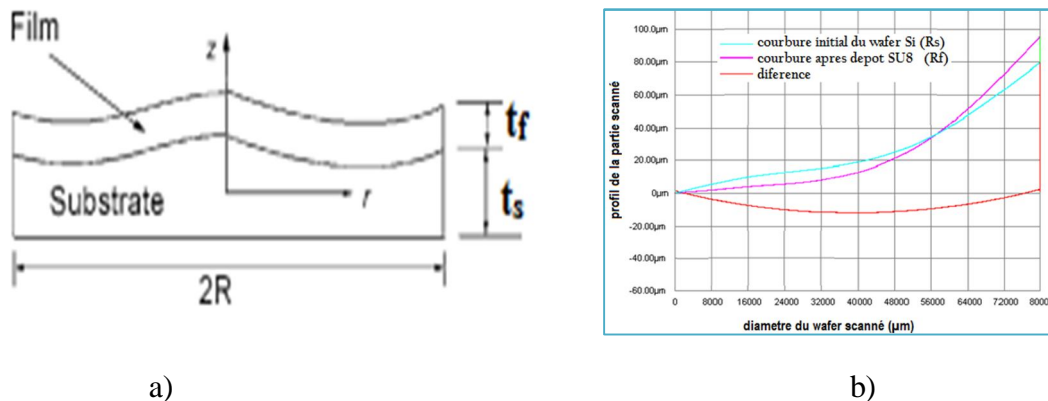 Film
z
t_f
Substrate
r
t_s
2R
a)
100.0µm
80.00µm
60.00µm
40.00µm
20.00µm
0µm
-20.00µm
-40.00µm
-60.00µm
profil de la partie scanné
courbure initial du wafer Si (Rs)
courbure apres depot SU8 (Rf)
diference
0 8000 16000 24000 32000 40000 48000 56000 64000 72000 8000
diametre du wafer scanné (µm)
b)